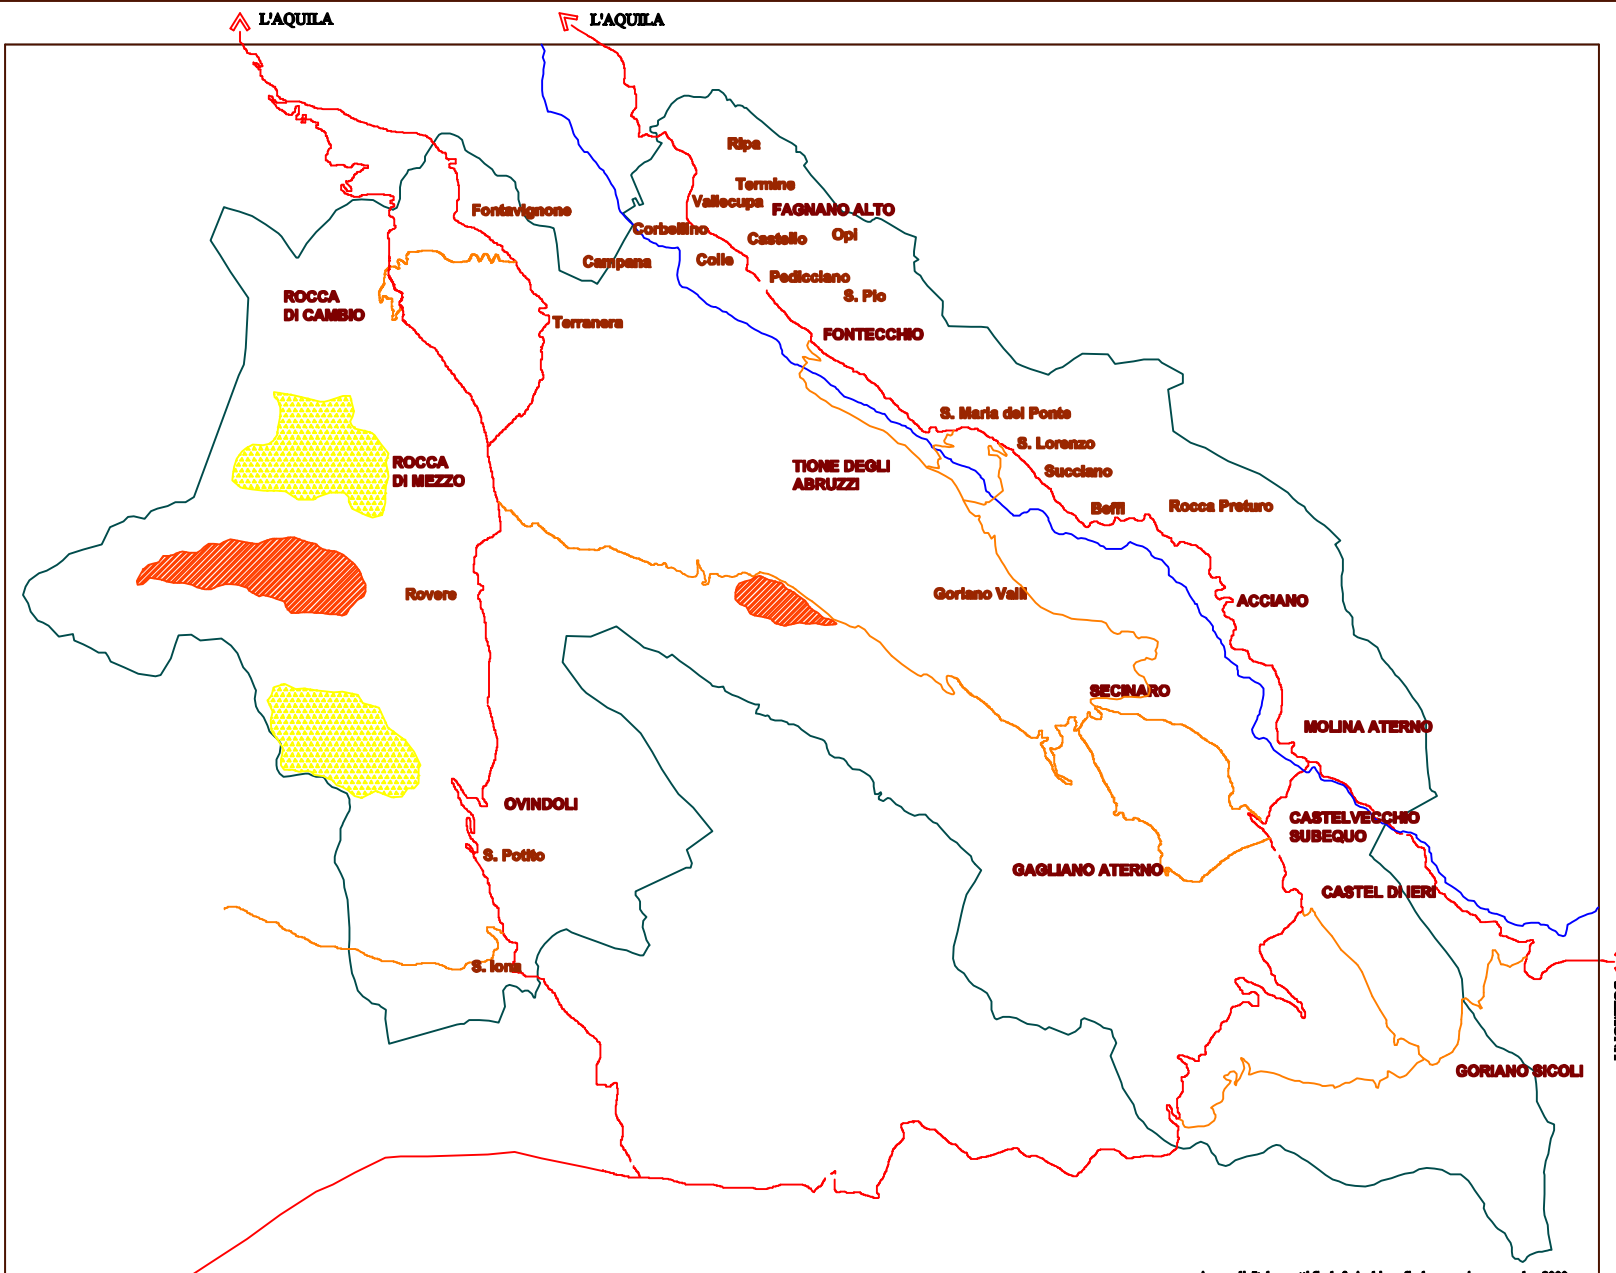 L'AQUILA
L'AQUILA
Ripa
Termine
Vallecupa
FAGNANO ALTO
Fontavignone
Corbellino
Castello
Opi
Campana
Colle
Pedicciano
S. Pio
ROCCA
DI CAMBIO
Terranera
FONTECCHIO
S. Maria del Ponte
S. Lorenzo
ROCCA
DI MEZZO
TIONE DEGLI
ABRUZZI
Succiano
Beffi
Rocca Preturo
Rovere
Goriano Valli
ACCIANO
SECINARO
MOLINA ATERNO
OVINDOLI
CASTELVECCHIO
SUBEQUO
S. Potito
GAGLIANO ATERNO
CASTEL DI IERI
S. Iona
GORIANO SICOLI